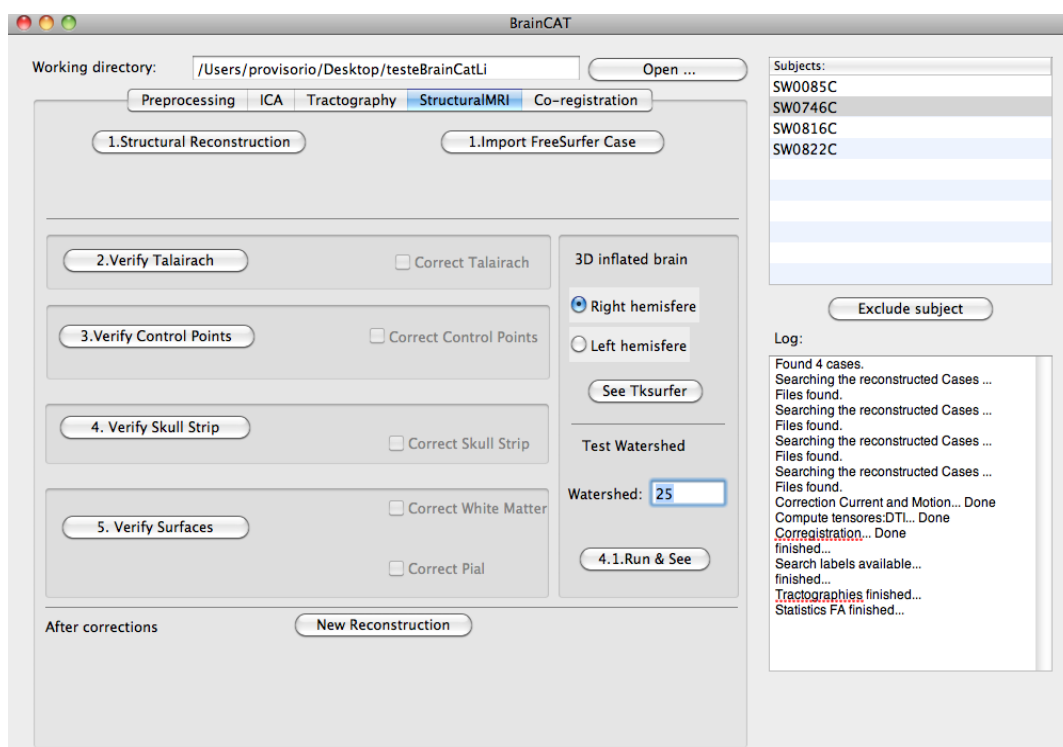 BrainCAT
Working directory: /Users/provisorio/Desktop/testeBrainCatLi Open ...
Preprocessing ICA Tractography StructuralMRI Co-registration
1.Structural Reconstruction 1.Import FreeSurfer Case
2.Verify Talairach Correct Talairach
3.Verify Control Points Correct Control Points
4. Verify Skull Strip Correct Skull Strip
5. Verify Surfaces Correct White Matter
Correct Pial
3D inflated brain
Right hemisfere
Left hemisfere
See Tksurfer
Test Watershed
Watershed: 25
4.1.Run & See
After corrections New Reconstruction
Subjects:
SW0085C
SW0746C
SW0816C
SW0822C
Exclude subject
Log:
Found 4 cases.
Searching the reconstructed Cases ...
Files found.
Searching the reconstructed Cases ...
Files found.
Searching the reconstructed Cases ...
Files found.
Searching the reconstructed Cases ...
Files found.
Correction Current and Motion... Done
Compute tensores:DTI... Done
Corregistration... Done
finished...
Search labels available...
finished...
Tractographies finished...
Statistics FA finished...